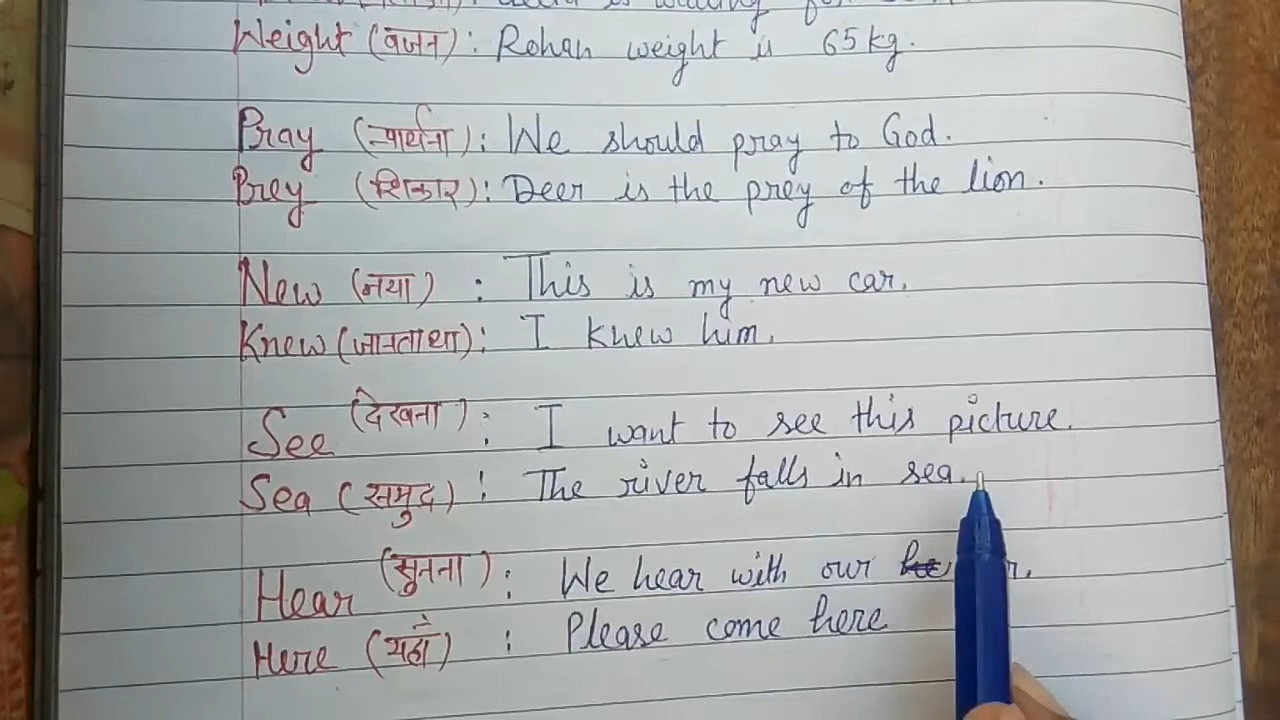 Weight (वजन): Rohan weight is 65 kg.
Pray (प्रार्थना): We should pray to God.
Prey (शिकार): Deer is the prey of the lion.
New (नया) : This is my new car.
Knew (जानता था): I knew him.
See (देखना) : I want to see this picture.
Sea (समुद्र) : The river falls in sea.
Hear (सुनना) : We hear with our
Here (यहाँ) : Please come here